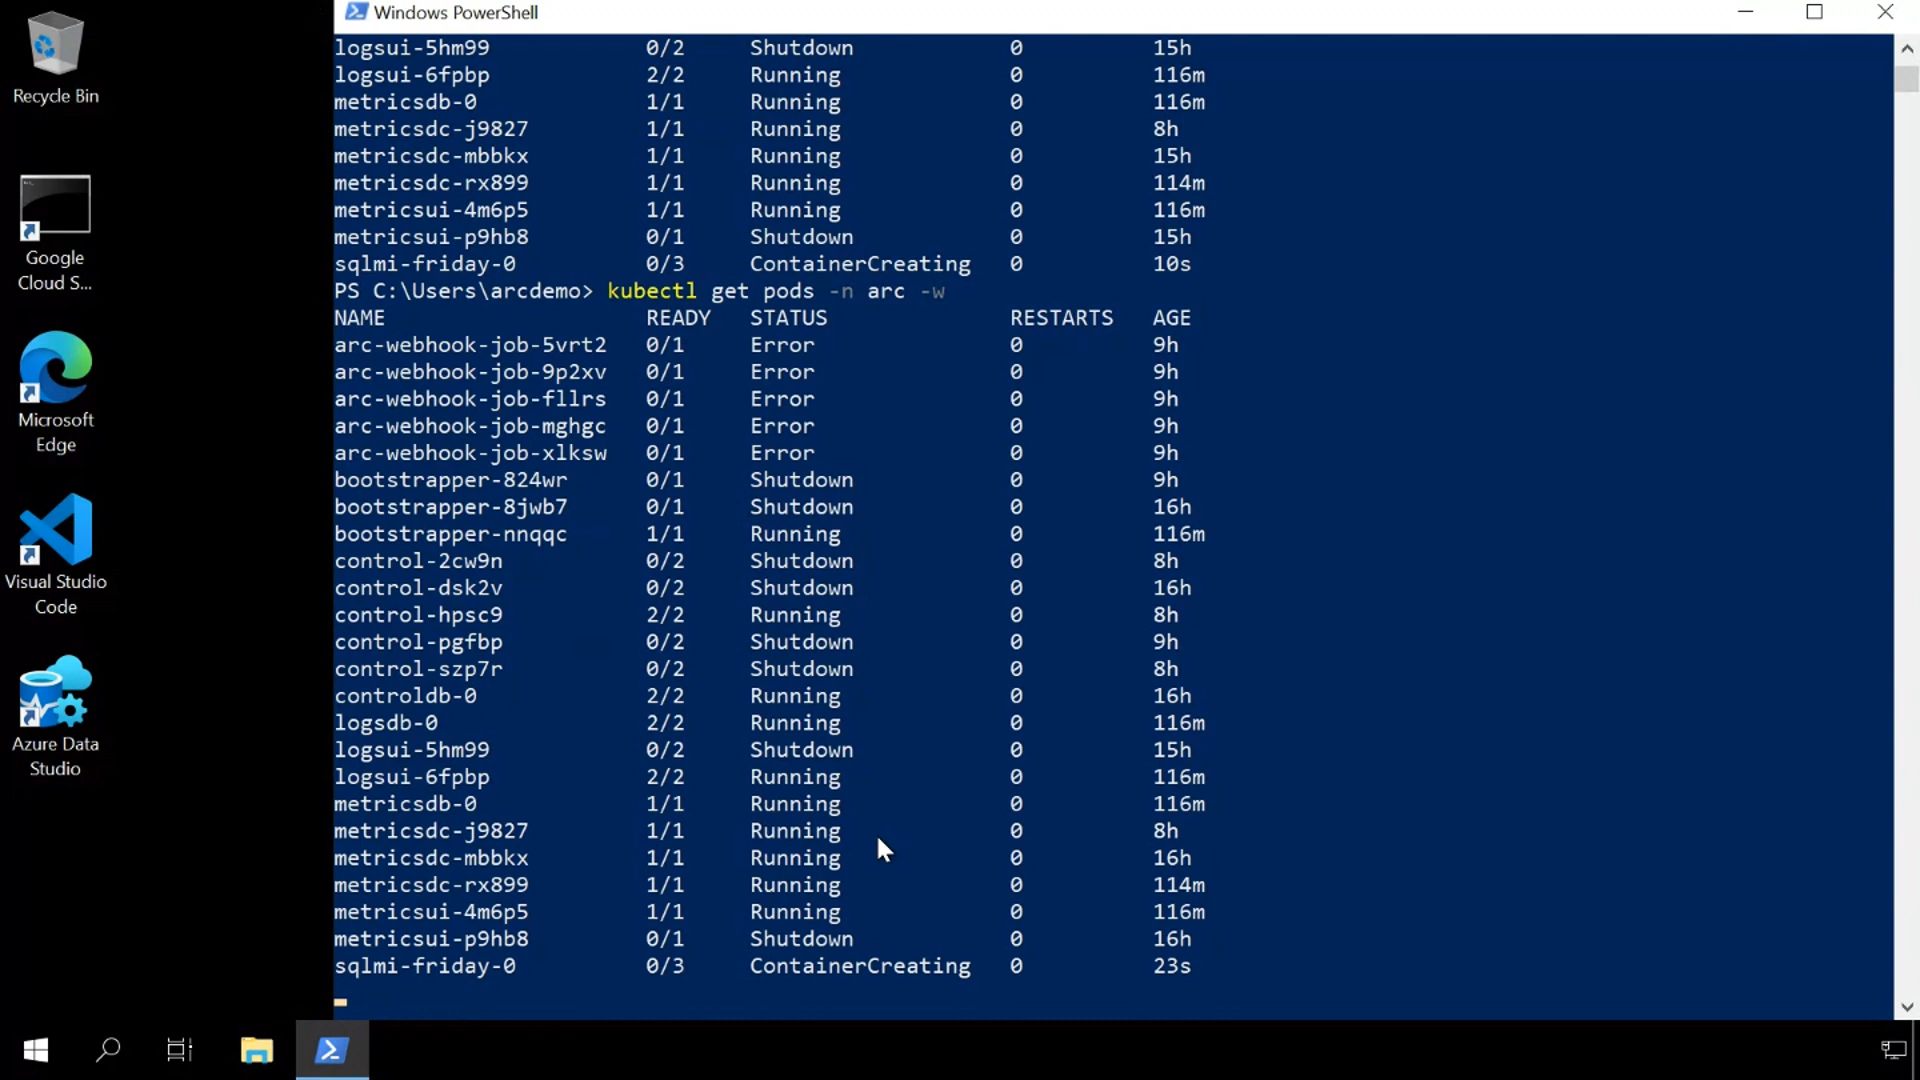 Windows PowerShell
Recycle Bin
Google
Cloud S...
Microsoft
Edge
Visual Studio
Code
Azure Data
Studio
logsui-5hm99 0/2 Shutdown 0 15h
logsui-6fpbp 2/2 Running 0 116m
metricsdb-0 1/1 Running 0 116m
metricsdc-j9827 1/1 Running 0 8h
metricsdc-mbbkx 1/1 Running 0 15h
metricsdc-rx899 1/1 Running 0 114m
metricsui-4m6p5 1/1 Running 0 116m
metricsui-p9hb8 0/1 Shutdown 0 15h
sqlmi-friday-0 0/3 ContainerCreating 0 10s
PS C:\Users\arcdemo> kubectl get pods -n arc -w
NAME READY STATUS RESTARTS AGE
arc-webhook-job-5vrt2 0/1 Error 0 9h
arc-webhook-job-9p2xv 0/1 Error 0 9h
arc-webhook-job-fllrs 0/1 Error 0 9h
arc-webhook-job-mghgc 0/1 Error 0 9h
arc-webhook-job-xlksw 0/1 Error 0 9h
bootstrapper-824wr 0/1 Shutdown 0 9h
bootstrapper-8jwb7 0/1 Shutdown 0 16h
bootstrapper-nnqqc 1/1 Running 0 116m
control-2cw9n 0/2 Shutdown 0 8h
control-dsk2v 0/2 Shutdown 0 16h
control-hpsc9 2/2 Running 0 8h
control-pgfbp 0/2 Shutdown 0 9h
control-szp7r 0/2 Shutdown 0 8h
controldb-0 2/2 Running 0 16h
logsdb-0 2/2 Running 0 116m
logsui-5hm99 0/2 Shutdown 0 15h
logsui-6fpbp 2/2 Running 0 116m
metricsdb-0 1/1 Running 0 116m
metricsdc-j9827 1/1 Running 0 8h
metricsdc-mbbkx 1/1 Running 0 16h
metricsdc-rx899 1/1 Running 0 114m
metricsui-4m6p5 1/1 Running 0 116m
metricsui-p9hb8 0/1 Shutdown 0 16h
sqlmi-friday-0 0/3 ContainerCreating 0 23s